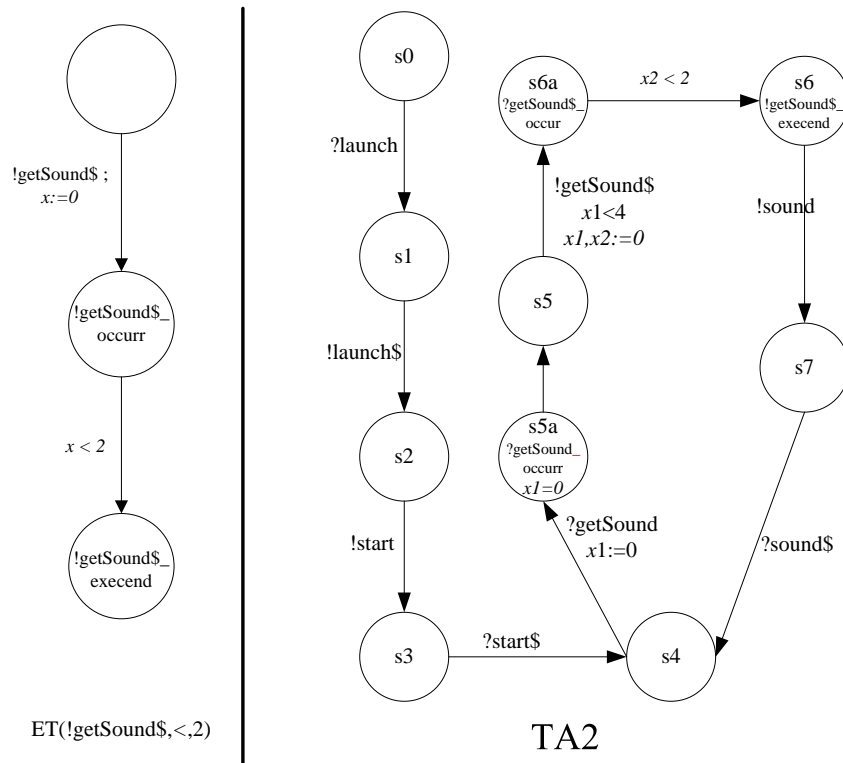 !getSound$ ;
x:=0
!getSound$_
occurr
x < 2
!getSound$_
execend
ET(!getSound$,<,2)
s0
?launch
s1
!launch$
s2
!start
s3
?start$
s4
?getSound
x1:=0
s5a
?getSound_
occurr
x1=0
s5
!getSound$
x1<4
x1,x2:=0
s6a
?getSound$_
occur
x2 < 2
s6
!getSound$_
execend
!sound
s7
?sound$
TA2